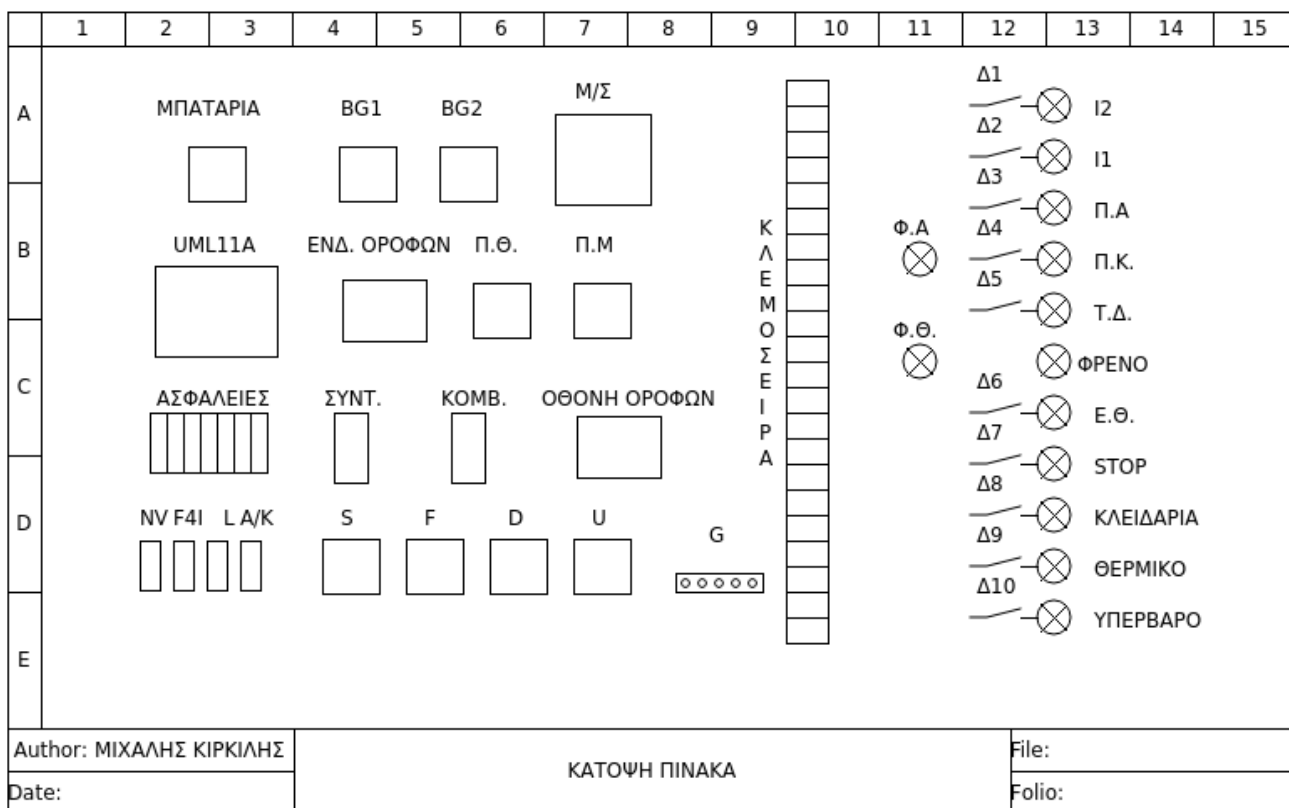 1 2 3 4 5 6 7 8 9 10 11 12 13 14 15
A
B
C
D
E
ΜΠΑΤΑΡΙΑ BG1 BG2 Μ/Σ
UML11A ΕΝΔ. ΟΡΟΦΩΝ Π.Θ. Π.Μ
ΑΣΦΑΛΕΙΕΣ ΣΥΝΤ. ΚΟΜΒ. ΟΘΟΝΗ ΟΡΟΦΩΝ
NV F4I L A/K S F D U G
Κ
Λ
Ε
Μ
Ο
Σ
Ε
Ι
Ρ
Α
Φ.Α
Φ.Θ.
Δ1
I2
Δ2
I1
Δ3
Π.Α
Δ4
Π.Κ.
Δ5
Τ.Δ.
ΦΡΕΝΟ
Δ6
Ε.Θ.
Δ7
STOP
Δ8
ΚΛΕΙΔΑΡΙΑ
Δ9
ΘΕΡΜΙΚΟ
Δ10
ΥΠΕΡΒΑΡΟ
Author: ΜΙΧΑΛΗΣ ΚΙΡΚΙΛΗΣ
Date:
ΚΑΤΟΨΗ ΠΙΝΑΚΑ
File:
Folio: